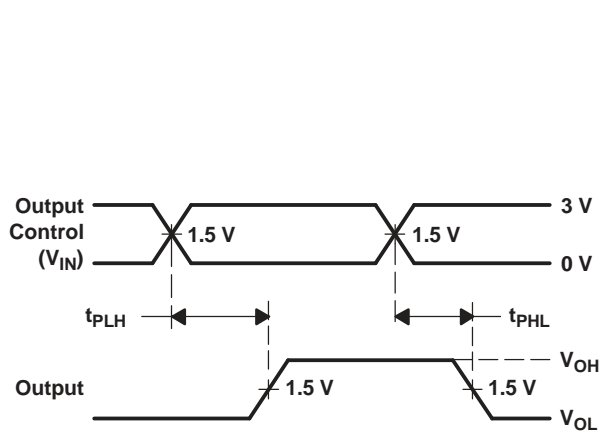 Output
Control
(VIN)
1.5 V
1.5 V
3 V
0 V
tPLH
tPHL
Output
1.5 V
1.5 V
VOH
VOL